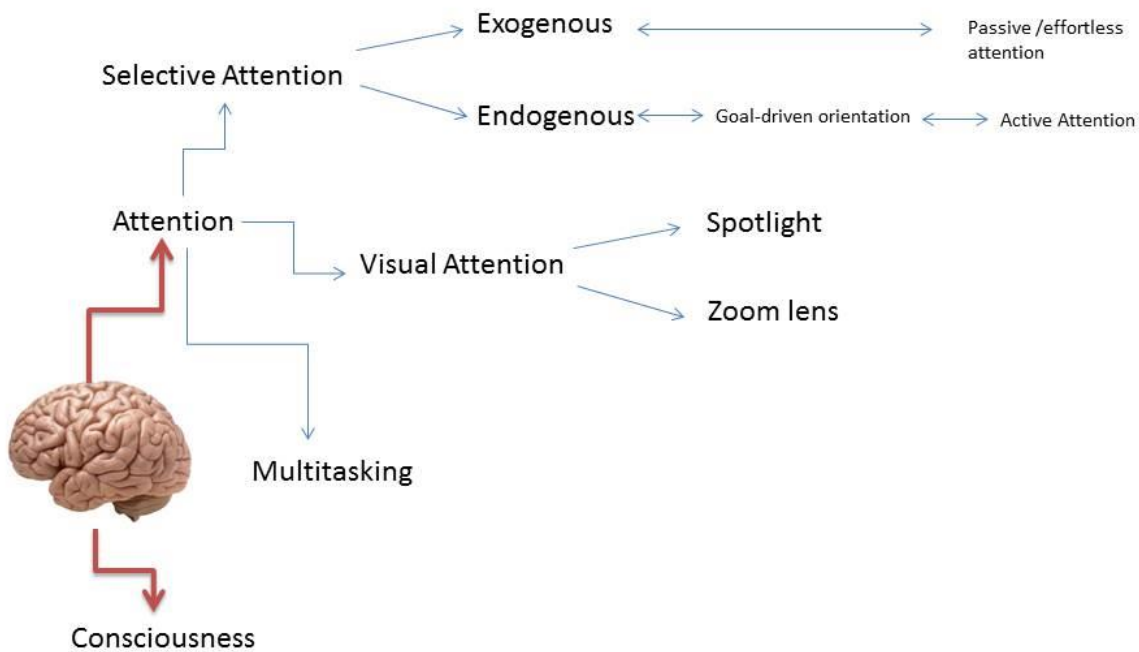 Exogenous
Passive /effortless
attention
Selective Attention
Endogenous
Goal-driven orientation
Active Attention
Attention
Spotlight
Visual Attention
Zoom lens
Multitasking
Consciousness